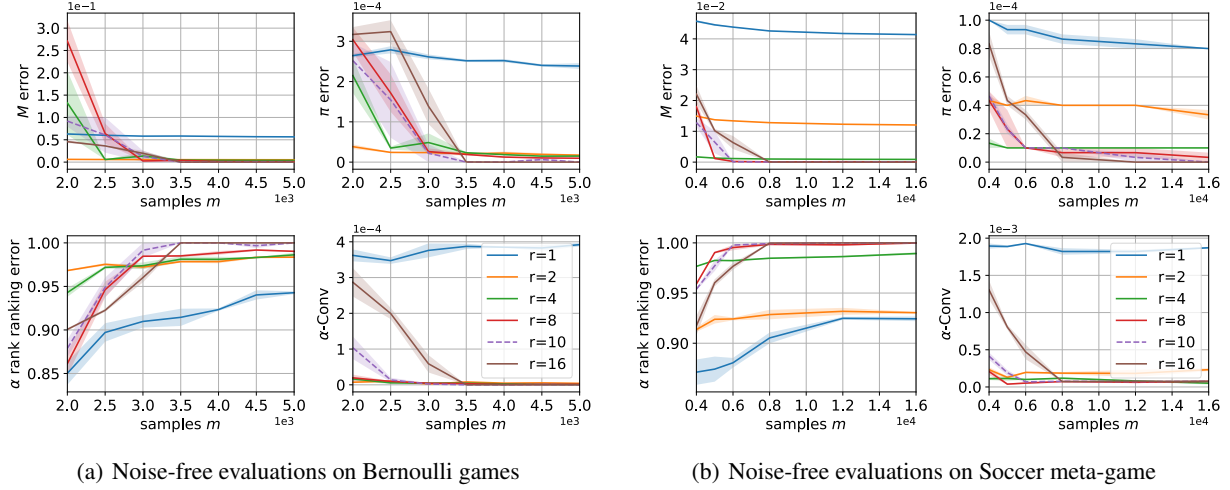 1e−1
3.0
2.5
2.0
1.5
1.0
0.5
0.0
M error
2.0 2.5 3.0 3.5 4.0 4.5 5.0
samples m 1e3
1e−4
3
2
1
0
π error
2.0 2.5 3.0 3.5 4.0 4.5 5.0
samples m 1e3
1e−2
4
3
2
1
0
M error
0.4 0.6 0.8 1.0 1.2 1.4 1.6
samples m 1e4
1e−4
1.0
0.8
0.6
0.4
0.2
0.0
π error
0.4 0.6 0.8 1.0 1.2 1.4 1.6
samples m 1e4
1.00
0.95
0.90
0.85
α rank ranking error
2.0 2.5 3.0 3.5 4.0 4.5 5.0
samples m 1e3
1e−4
4
3
2
1
0
α-Conv
r=1
r=2
r=4
r=8
r=10
r=16
2.0 2.5 3.0 3.5 4.0 4.5 5.0
samples m 1e3
1.00
0.95
0.90
α rank ranking error
0.4 0.6 0.8 1.0 1.2 1.4 1.6
samples m 1e4
1e−3
2.0
1.5
1.0
0.5
0.0
α-Conv
r=1
r=2
r=4
r=8
r=10
r=16
0.4 0.6 0.8 1.0 1.2 1.4 1.6
samples m 1e4
(a) Noise-free evaluations on Bernoulli games
(b) Noise-free evaluations on Soccer meta-game